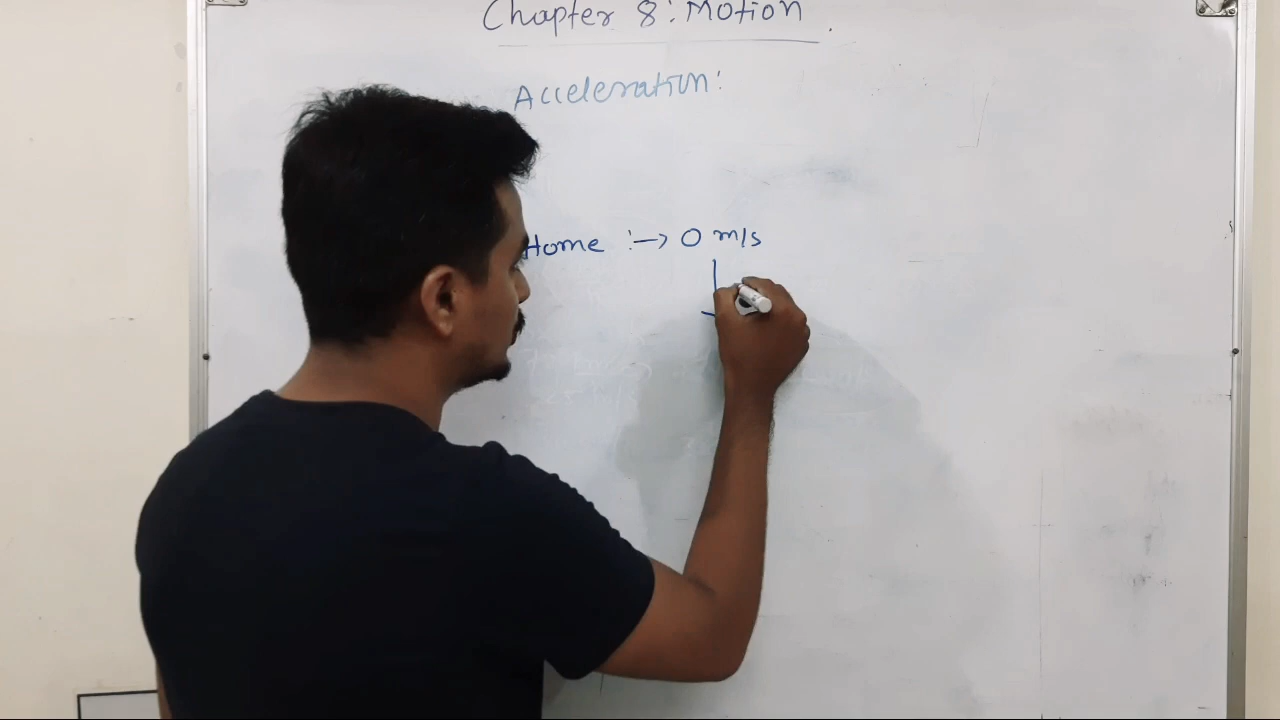 Chapter 8: Motion
Acceleration:
Home :→ 0 m/s